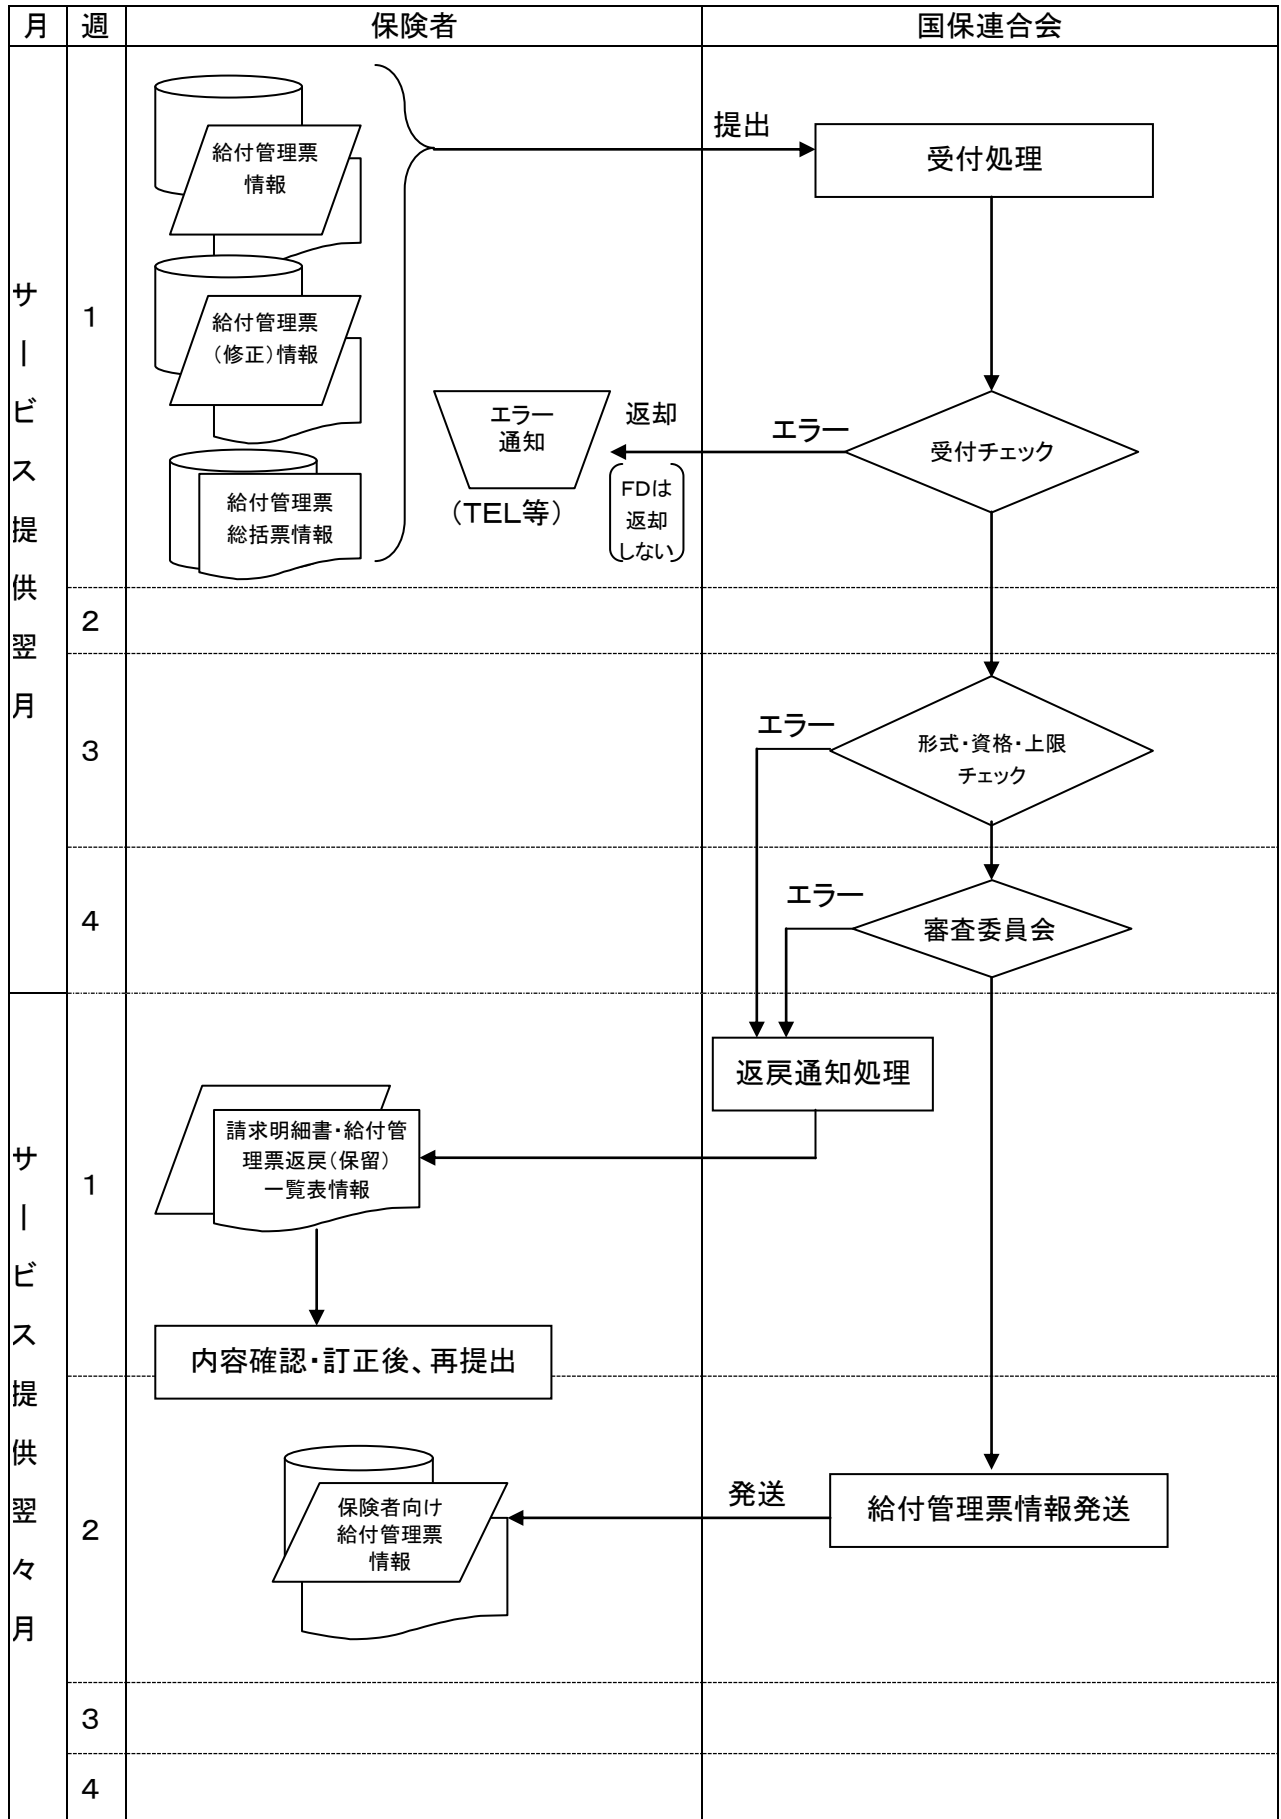 月 週 保険者 国保連合会
サービス提供翌月
1
給付管理票
情報
提出
受付処理
給付管理票
（修正）情報
エラー
通知
（TEL等）
返却
FDは
返却
しない
エラー
受付チェック
給付管理票
総括票情報
2
3
エラー
形式・資格・上限
チェック
4
エラー
審査委員会
サービス提供翌々月
1
返戻通知処理
請求明細書・給付管
理票返戻（保留）
一覧表情報
内容確認・訂正後、再提出
2
保険者向け
給付管理票
情報
発送
給付管理票情報発送
3
4